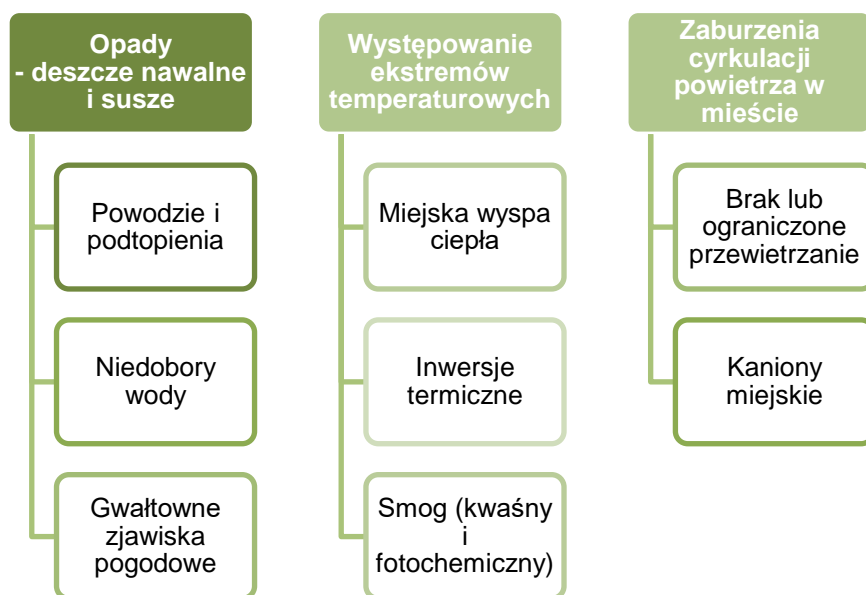 Opady
- deszcze nawalne
i susze
Powodzie i
podtopienia
Niedobory
wody
Gwałtowne
zjawiska
pogodowe
Występowanie
ekstremów
temperaturowych
Miejska wyspa
ciepła
Inwersje
termiczne
Smog (kwaśny
i
fotochemiczny)
Zaburzenia
cyrkulacji
powietrza w
mieście
Brak lub
ograniczone
przewietrzanie
Kaniony
miejskie